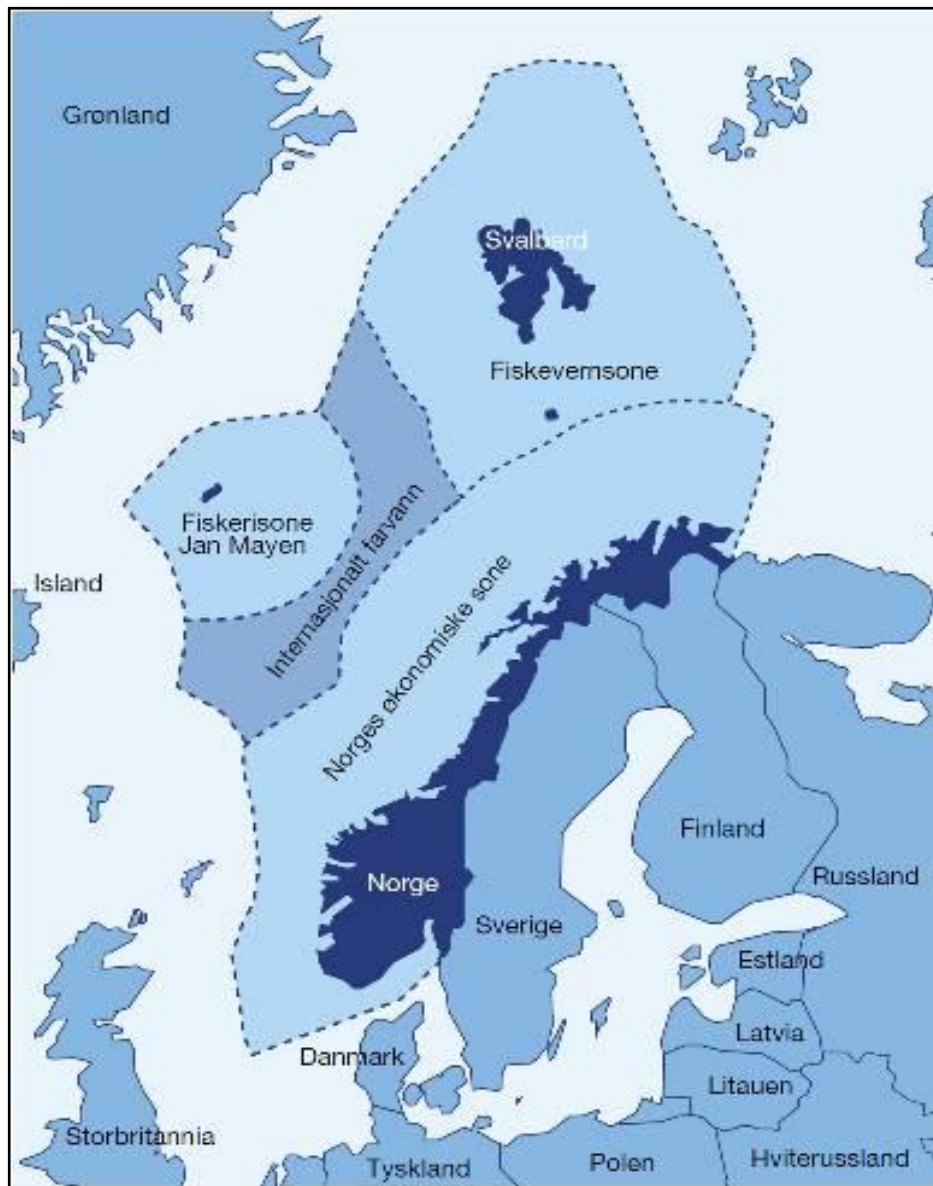 Grønland
Svalbard
Fiskevernsone
Fiskerisone
Jan Mayen
Internasjonalt farvann
Island
Norges økonomiske sone
Norge
Sverige
Finland
Russland
Estland
Latvia
Litauen
Danmark
Storbritannia
Tyskland
Polen
Hviterussland